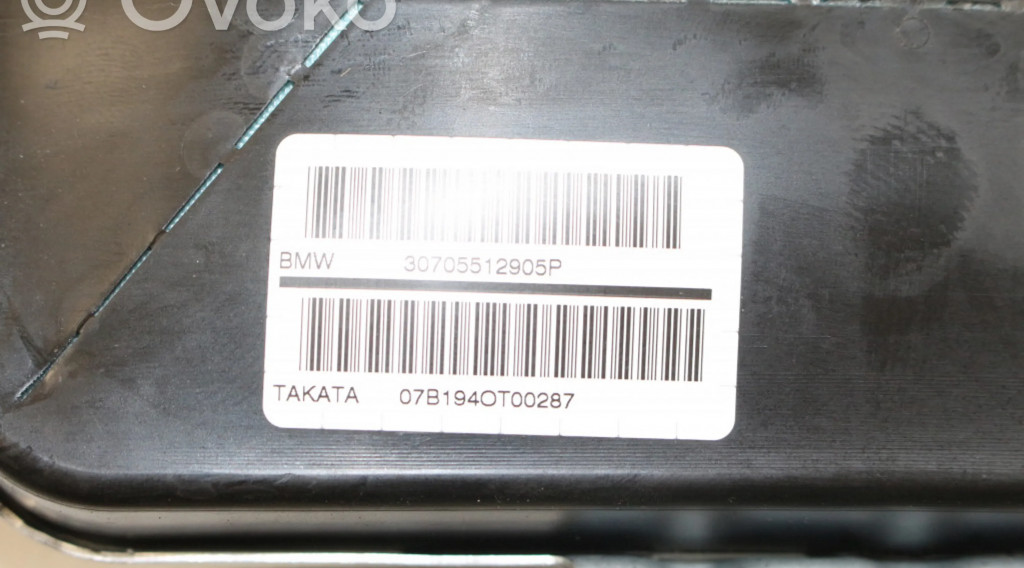 Ovoko
BMW 30705512905P
TAKATA 07B194OT00287